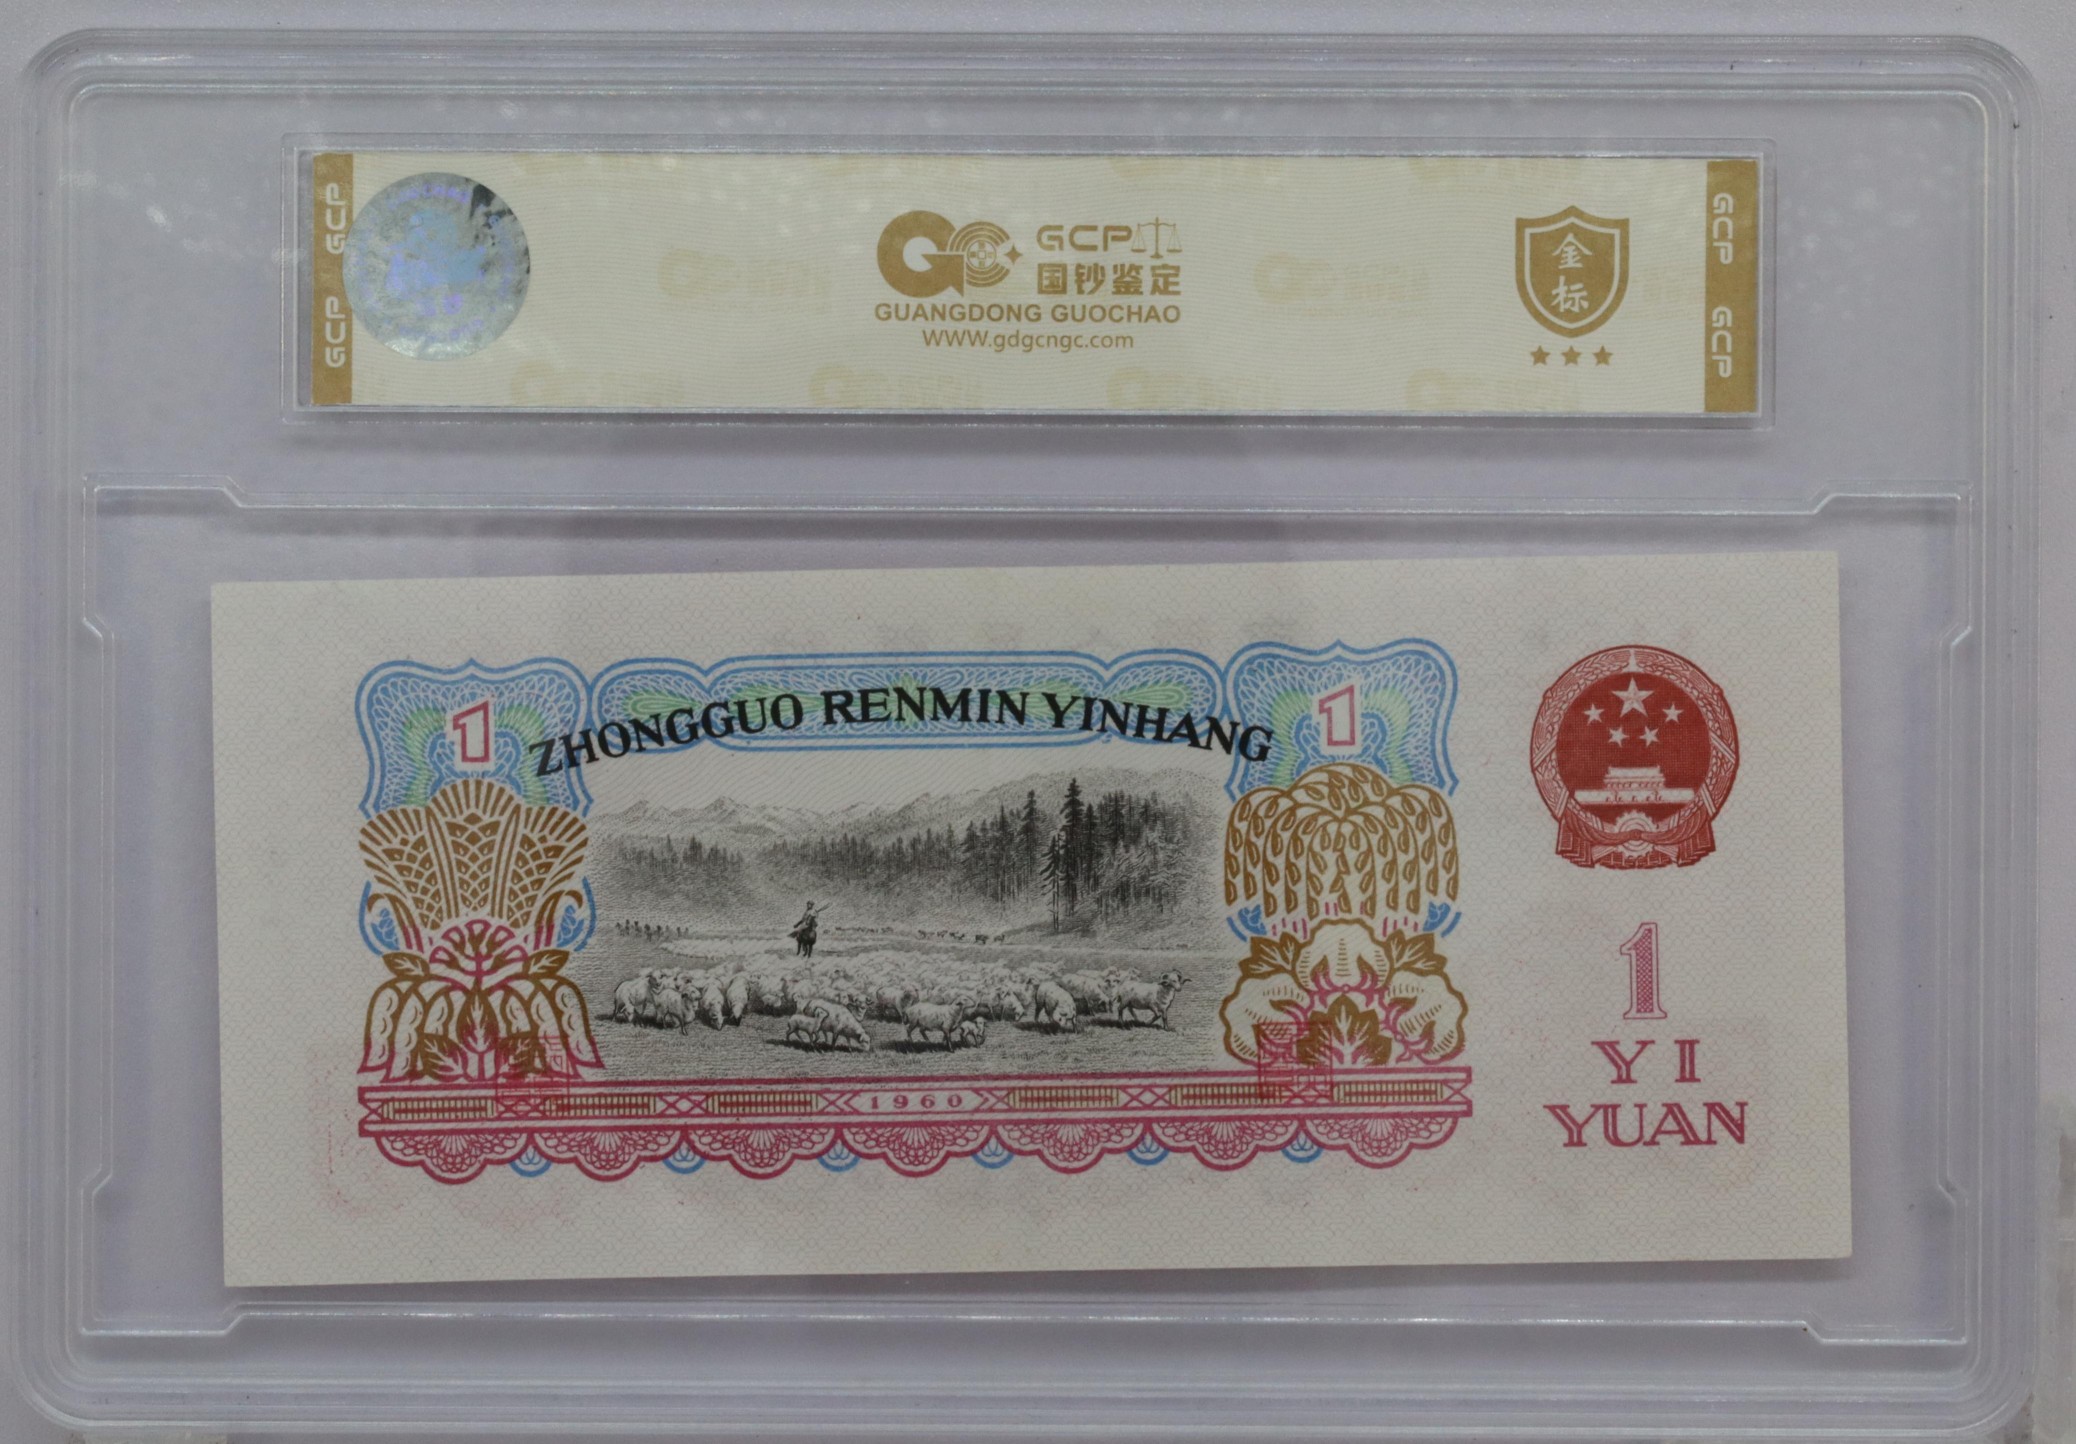 GCP GCP
GCP
国钞鉴定
GUANGDONG GUOCHAO
WWW.gdgcngc.com
金
标
GCP GCP
1
ZHONGGUO RENMIN YINHANG
1
1960
1
YI
YUAN